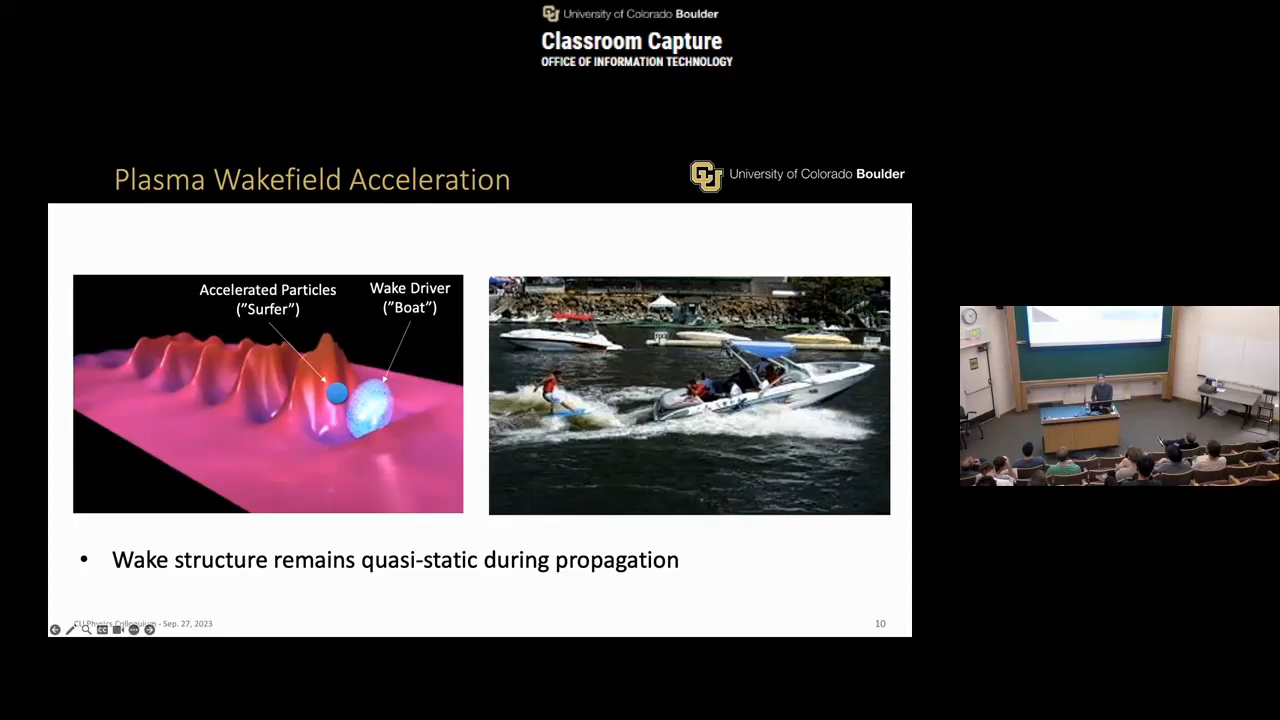 University of Colorado Boulder
Classroom Capture
OFFICE OF INFORMATION TECHNOLOGY
Plasma Wakefield Acceleration
University of Colorado Boulder
Accelerated Particles
("Surfer")
Wake Driver
("Boat")
• Wake structure remains quasi-static during propagation
CU Physics Colloquium - Sep. 27, 2023
10